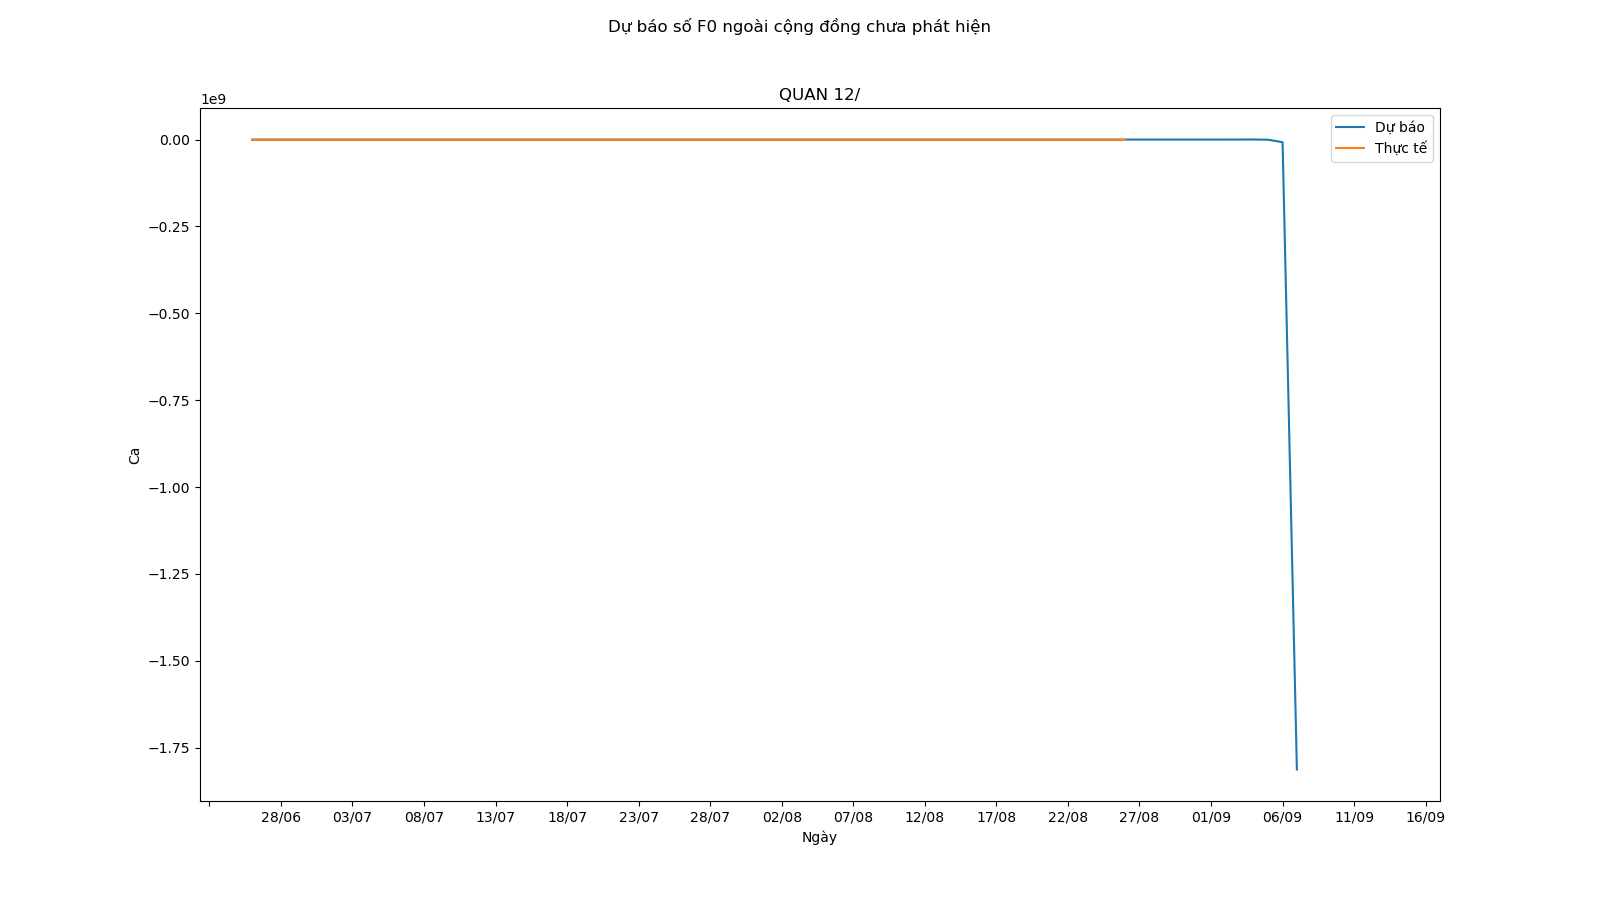 Dự báo số F0 ngoài cộng đồng chưa phát hiện
QUAN 12/
1e9
Dự báo
Thực tế
0.00
−0.25
−0.50
−0.75
−1.00
−1.25
−1.50
−1.75
Ca
28/06 03/07 08/07 13/07 18/07 23/07 28/07 02/08 07/08 12/08 17/08 22/08 27/08 01/09 06/09 11/09 16/09
Ngày